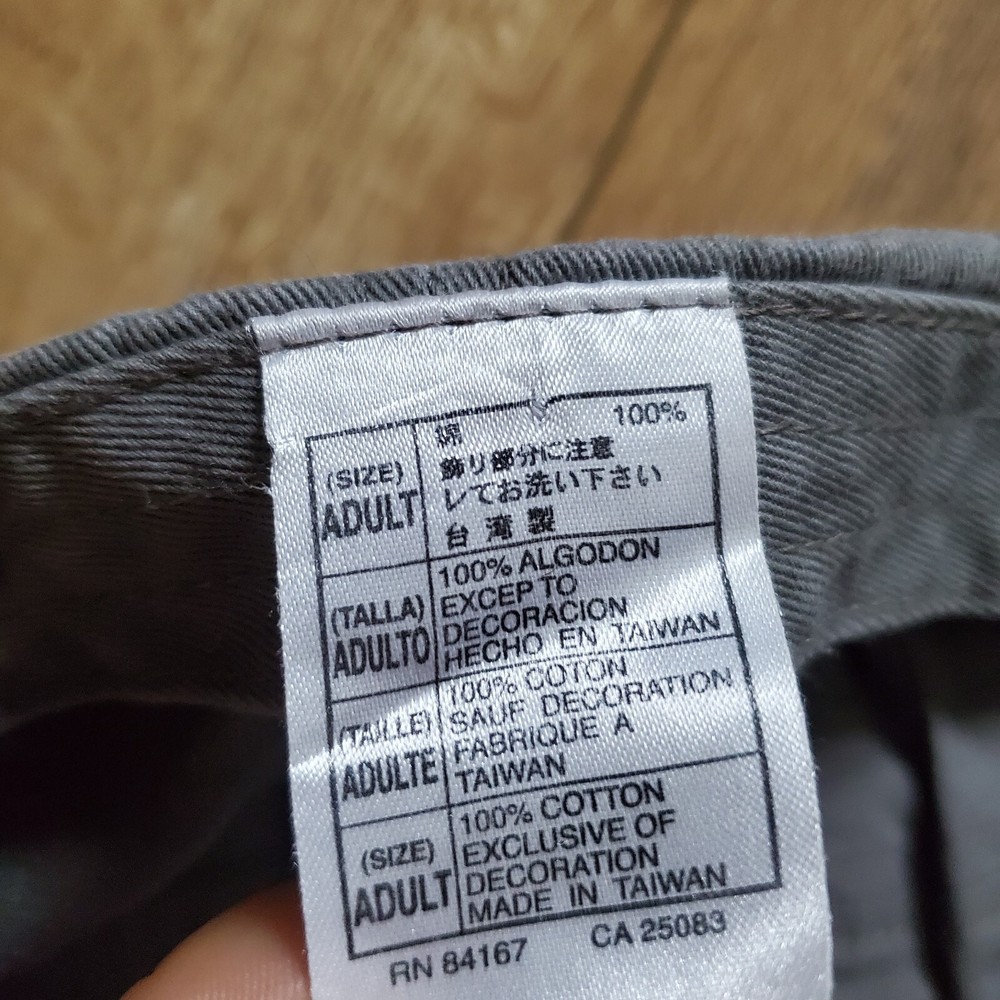 (SIZE)
ADULT
綿 100%
飾り部分に注意
してお洗い下さい
台湾製
(TALLA)
ADULTO
100% ALGODON
EXCEPTO
DECORACION
HECHO EN TAIWAN
(TAILLE)
ADULTE
100% COTON
SAUF DECORATION
FABRIQUE A
TAIWAN
(SIZE)
ADULT
100% COTTON
EXCLUSIVE OF
DECORATION
MADE IN TAIWAN
RN 84167 CA 25083